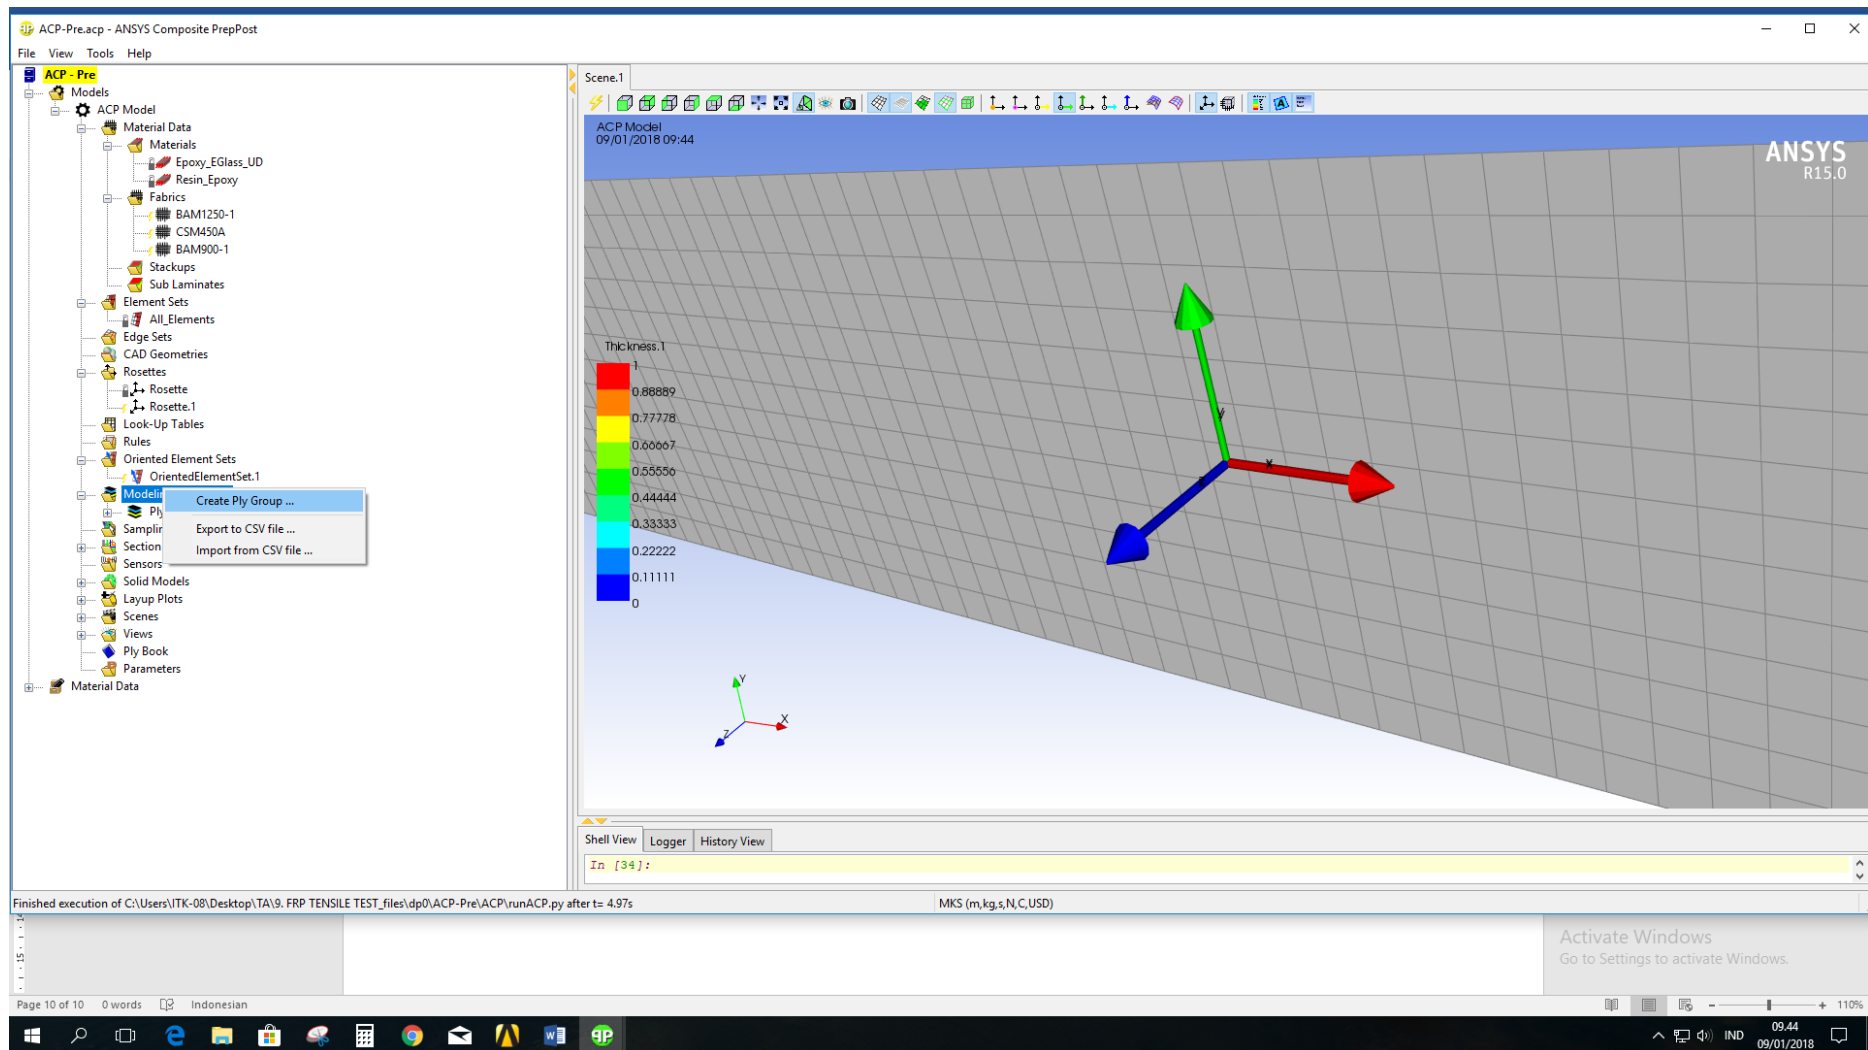 ACP-Pre.acp - ANSYS Composite PrepPost
File View Tools Help
ACP - Pre
Models
ACP Model
Material Data
Materials
Epoxy_EGlass_UD
Resin_Epoxy
Fabrics
BAM1250-1
CSM450A
BAM900-1
Stackups
Sub Laminates
Element Sets
All_Elements
Edge Sets
CAD Geometries
Rosettes
Rosette
Rosette.1
Look-Up Tables
Rules
Oriented Element Sets
OrientedElementSet.1
Modelin
Create Ply Group ...
Ply
Export to CSV file ...
Samplin
Import from CSV file ...
Section
Sensors
Solid Models
Layup Plots
Scenes
Views
Ply Book
Parameters
Material Data
Scene.1
ACP Model
09/01/2018 09:44
ANSYS
R15.0
Thickness.1
1
0.88889
0.77778
0.66667
0.55556
0.44444
0.33333
0.22222
0.11111
0
Y
X
Y
X
Z
Shell View Logger History View
In [34]:
Finished execution of C:\Users\ITK-08\Desktop\TA\9. FRP TENSILE TEST_files\dp0\ACP-Pre\ACP\runACP.py after t= 4.97s
MKS (m,kg,s,N,C,USD)
Activate Windows
Go to Settings to activate Windows.
15
Page 10 of 10 0 words Indonesian
110%
IND
09.44
09/01/2018